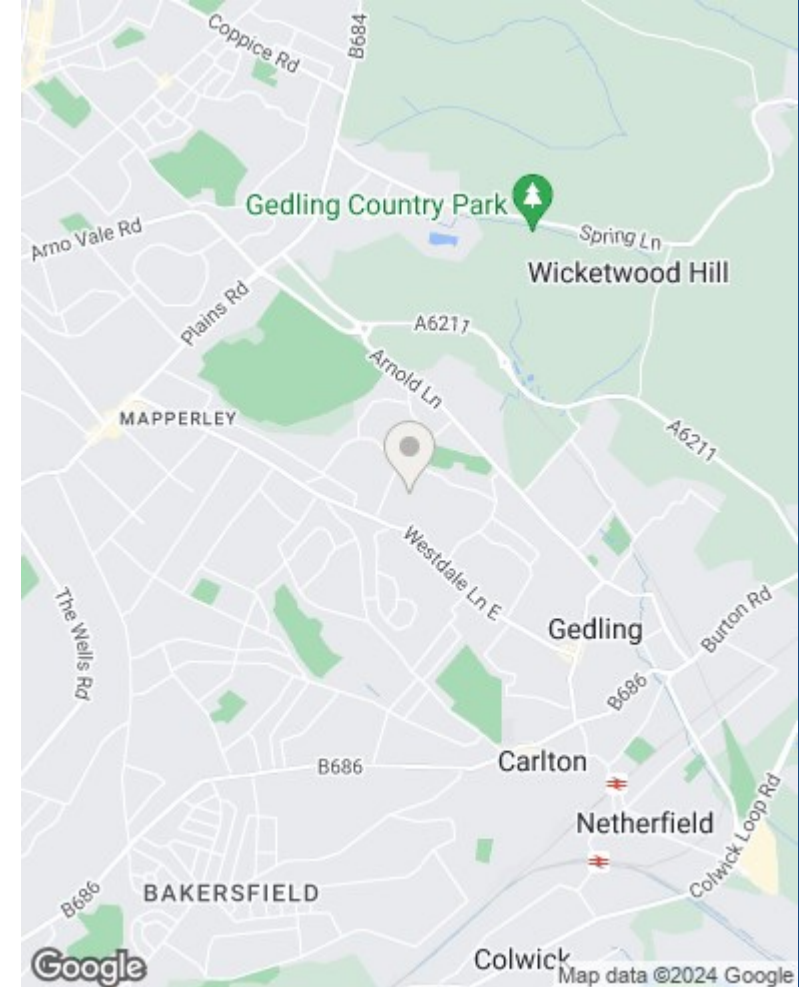 Coppice Rd
B684
Gedling Country Park
Arno Vale Rd
Spring Ln
Wicketwood Hill
Plains Rd
A6211
Arnold Ln
MAPPERLEY
A6211
Westdale Ln E
The Wells Rd
Gedling
Burton Rd
B686
Carlton
B686
Netherfield
Colwick Loop Rd
B686
BAKERSFIELD
Colwick
Google
Map data ©2024 Google